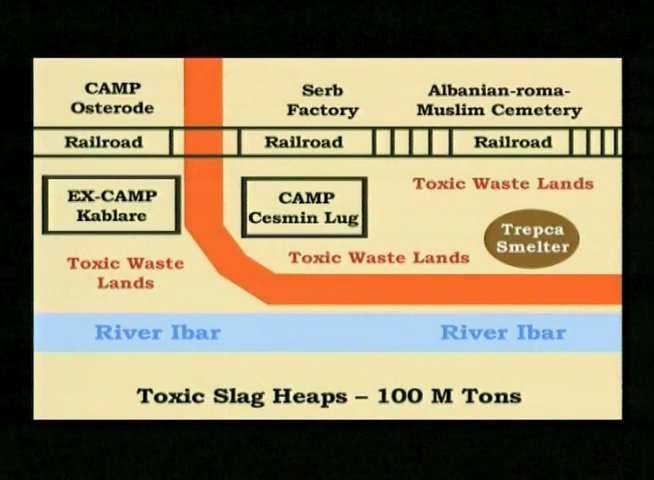 CAMP
Osterode
Serb
Factory
Albanian-roma-
Muslim Cemetery
Railroad
Railroad
Railroad
EX-CAMP
Kablare
CAMP
Cesmin Lug
Toxic Waste Lands
Trepca
Smelter
Toxic Waste
Lands
Toxic Waste Lands
River Ibar
River Ibar
Toxic Slag Heaps – 100 M Tons